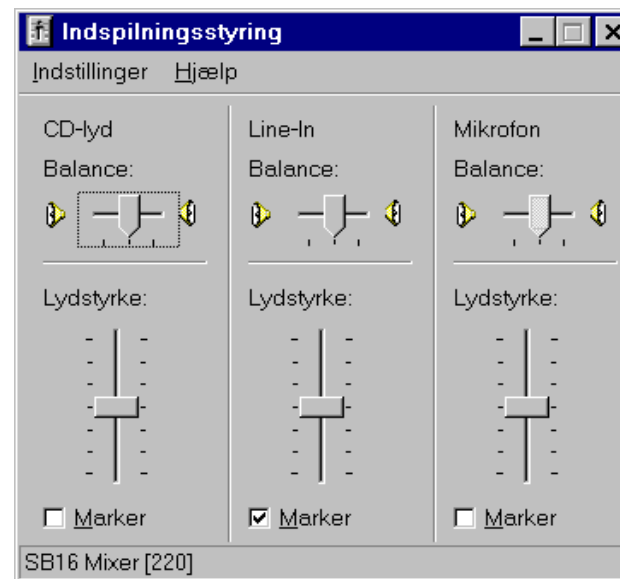 Indspilningsstyring
Indstillinger Hjælp
CD-lyd Line-In Mikrofon
Balance: Balance: Balance:
Lydstyrke: Lydstyrke: Lydstyrke:
Marker Marker Marker
SB16 Mixer [220]